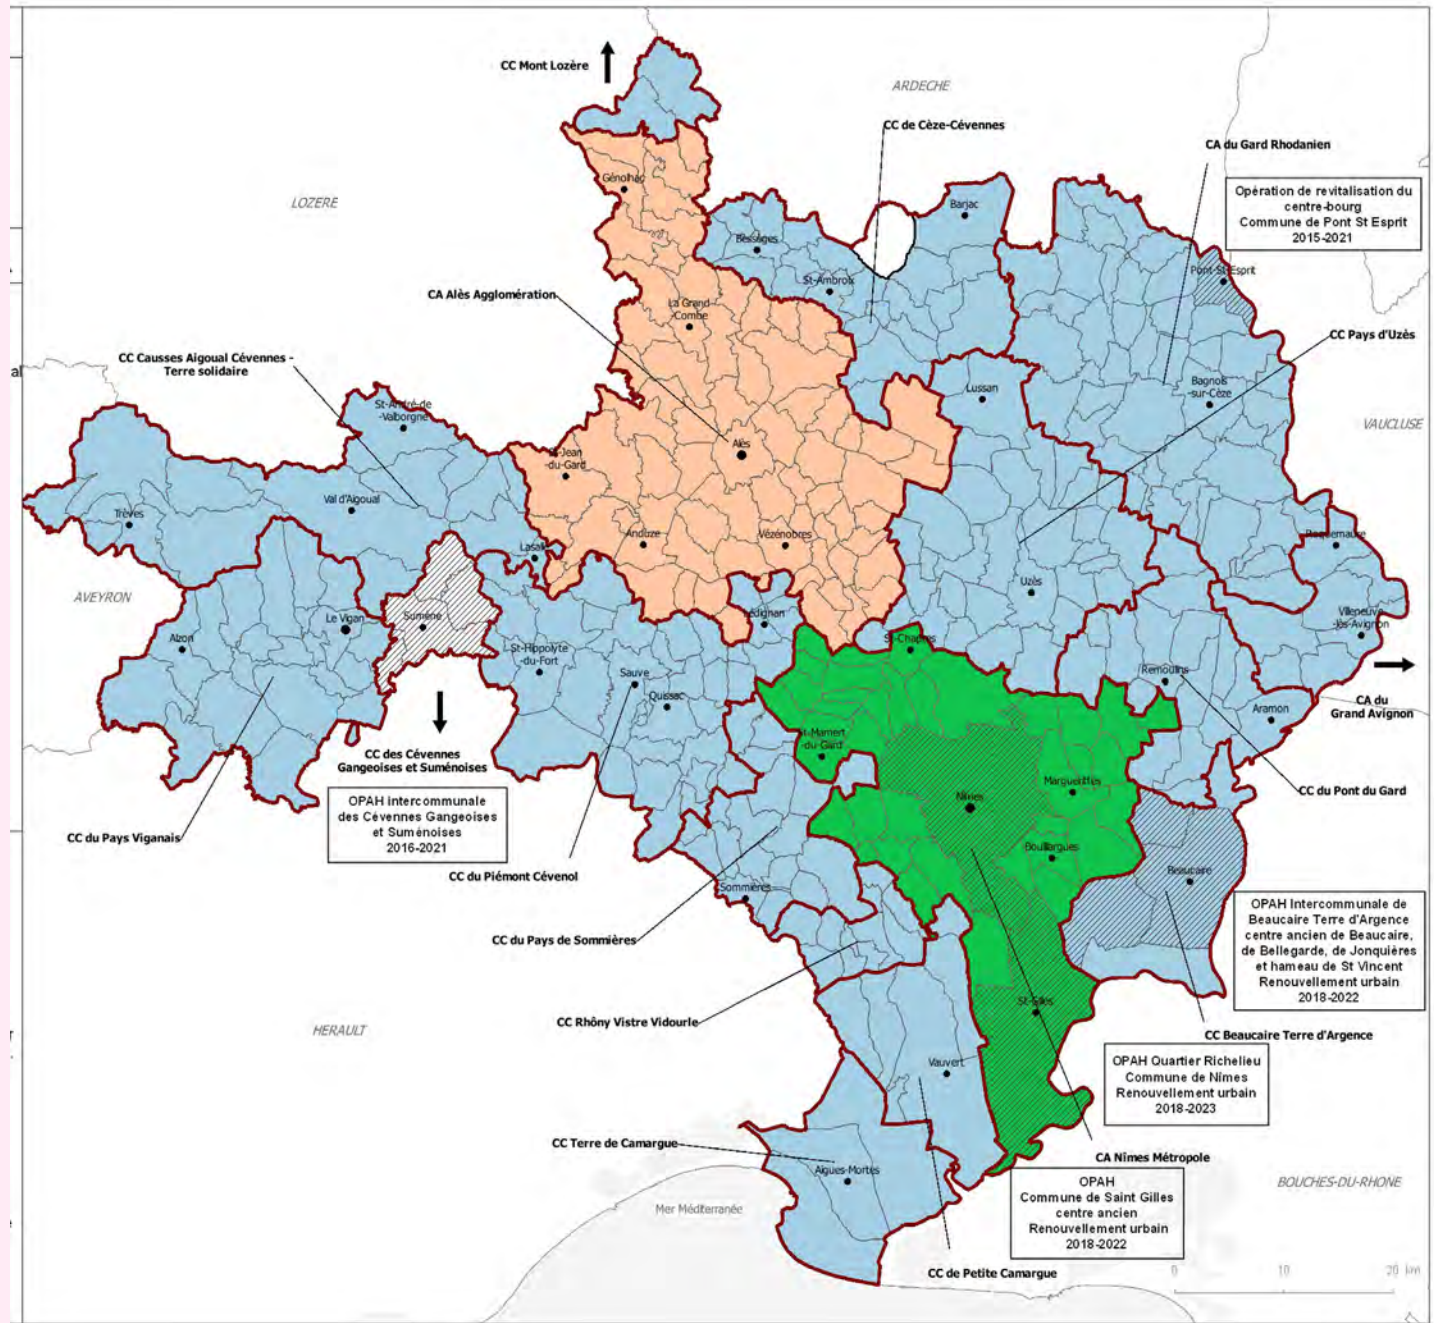 CC Mont Lozère
ARDECHE
CC de Cèze-Cévennes
CA du Gard Rhodanien
Opération de revitalisation du
centre-bourg
Commune de Pont St Esprit
2015-2021
Génolhac
LOZERE
Barjac
Bessèges
Pont-St-Esprit
St-Ambroix
CA Alès Agglomération
La Grand
-Combe
CC Pays d'Uzès
CC Causses Aigoual Cévennes -
Terre solidaire
al
Lussan
Bagnols
-sur-Cèze
St-André-de
-Valborgne
VAUCLUSE
Alès
St-Jean
-du-Gard
Val d'Aigoual
Trèves
Anduze
Vézénobres
Roquemaure
Lasalle
Uzès
AVEYRON
Sumène
Le Vigan
Lédignan
Villeneuve
-lès-Avignon
Alzon
St-Chaptes
St-Hippolyte
-du-Fort
Sauve
Remoulins
Quissac
CA du
Grand Avignon
Aramon
St-Mamert
-du-Gard
CC des Cévennes
Gangeoises et Suménoises
OPAH intercommunale
des Cévennes Gangeoises
et Suménoises
2016-2021
Marguerittes
CC du Pont du Gard
Nîmes
CC du Pays Viganais
Bouillargues
CC du Piémont Cévenol
Beaucaire
Sommières
OPAH Intercommunale de
Beaucaire Terre d'Argence
centre ancien de Beaucaire,
de Bellegarde, de Jonquières
et hameau de St Vincent
Renouvellement urbain
2018-2022
CC du Pays de Sommières
St-Gilles
CC Rhôny Vistre Vidourle
HERAULT
CC Beaucaire Terre d'Argence
OPAH Quartier Richelieu
Commune de Nîmes
Renouvellement urbain
2018-2023
Vauvert
CC Terre de Camargue
CA Nîmes Métropole
Aigues-Mortes
OPAH
Commune de Saint Gilles
centre ancien
Renouvellement urbain
2018-2022
BOUCHES-DU-RHONE
Mer Méditerranée
CC de Petite Camargue
0 10 20 km